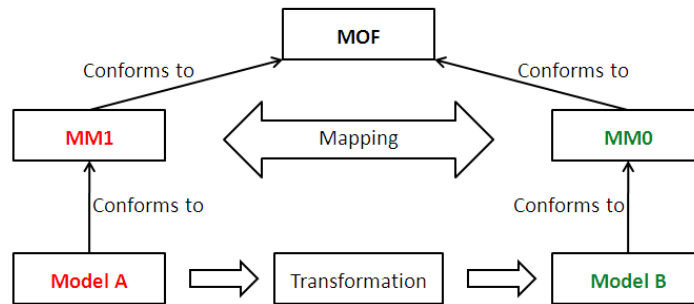 MOF
Conforms to
Conforms to
MM1
Mapping
MM0
Conforms to
Conforms to
Model A
Transformation
Model B